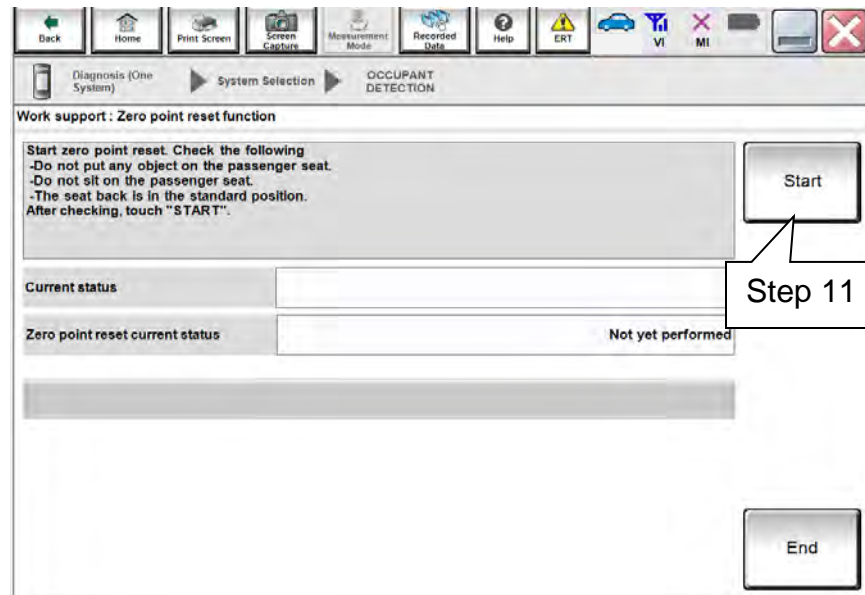 Back
Home
Print Screen
Screen
Capture
Measurement
Mode
Recorded
Data
Help
ERT
VI
MI
Diagnosis (One
System)
System Selection
OCCUPANT
DETECTION
Work support : Zero point reset function
Start zero point reset. Check the following
-Do not put any object on the passenger seat.
-Do not sit on the passenger seat.
-The seat back is in the standard position.
After checking, touch "START".
Start
Step 11
Current status
Zero point reset current status
Not yet performed
End